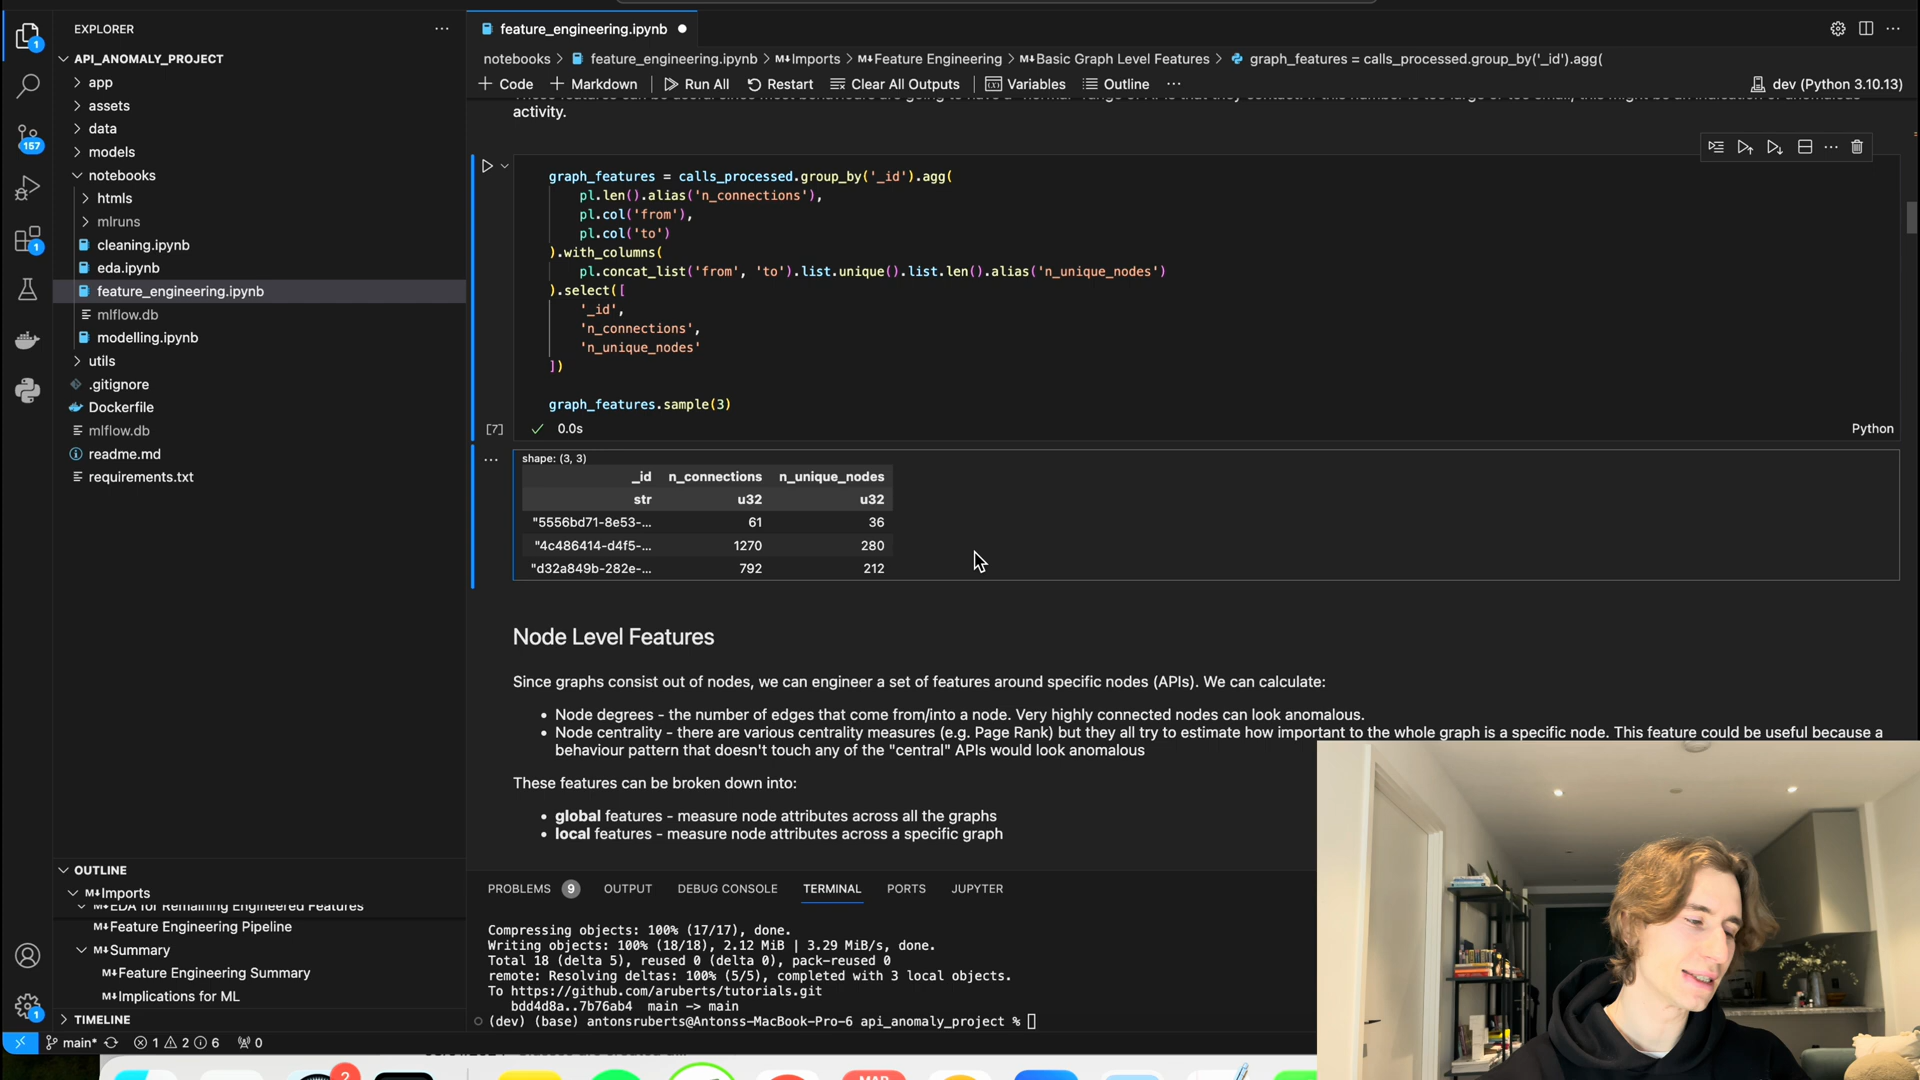 EXPLORER
API_ANOMALY_PROJECT
app
assets
data
models
notebooks
htmls
mlruns
cleaning.ipynb
eda.ipynb
feature_engineering.ipynb
mlflow.db
modelling.ipynb
utils
.gitignore
Dockerfile
mlflow.db
readme.md
requirements.txt
1
157
1
OUTLINE
M↓Imports
M↓EDA for Remaining Engineered Features
M↓Feature Engineering Pipeline
M↓Summary
M↓Feature Engineering Summary
M↓Implications for ML
TIMELINE
1
main*
1 2 6
0
feature_engineering.ipynb
notebooks > feature_engineering.ipynb > M↓Imports > M↓Feature Engineering > M↓Basic Graph Level Features > graph_features = calls_processed.group_by('_id').agg(
+ Code + Markdown Run All Restart Clear All Outputs Variables Outline ... dev (Python 3.10.13)
activity.
graph_features = calls_processed.group_by('_id').agg(
pl.len().alias('n_connections'),
pl.col('from'),
pl.col('to')
).with_columns(
pl.concat_list('from', 'to').list.unique().list.len().alias('n_unique_nodes')
).select([
'_id',
'n_connections',
'n_unique_nodes'
])
graph_features.sample(3)
[7] 0.0s Python
shape: (3, 3)
_id n_connections n_unique_nodes
str u32 u32
"5556bd71-8e53-... 61 36
"4c486414-d4f5-... 1270 280
"d32a849b-282e-... 792 212
Node Level Features
Since graphs consist out of nodes, we can engineer a set of features around specific nodes (APIs). We can calculate:
• Node degrees - the number of edges that come from/into a node. Very highly connected nodes can look anomalous.
• Node centrality - there are various centrality measures (e.g. Page Rank) but they all try to estimate how important to the whole graph is a specific node. This feature could be useful because a
behaviour pattern that doesn't touch any of the "central" APIs would look anomalous
These features can be broken down into:
• global features - measure node attributes across all the graphs
• local features - measure node attributes across a specific graph
PROBLEMS 9 OUTPUT DEBUG CONSOLE TERMINAL PORTS JUPYTER
Compressing objects: 100% (17/17), done.
Writing objects: 100% (18/18), 2.12 MiB | 3.29 MiB/s, done.
Total 18 (delta 5), reused 0 (delta 0), pack-reused 0
remote: Resolving deltas: 100% (5/5), completed with 3 local objects.
To https://github.com/aruberts/tutorials.git
bdd4d8a..7b76ab4 main -> main
(dev) (base) antonsruberts@Antonss-MacBook-Pro-6 api_anomaly_project %
2
MAR